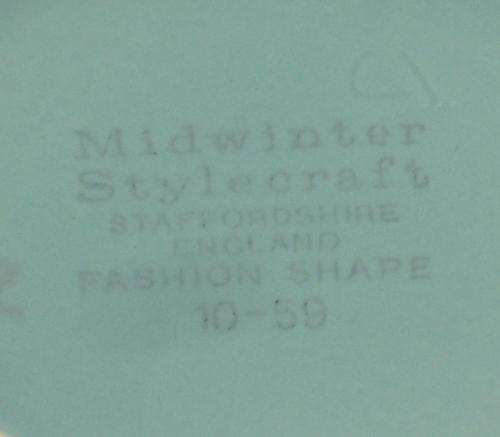 Midwinter
Stylecraft
STAFFORDSHIRE
ENGLAND
FASHION SHAPE
10-59